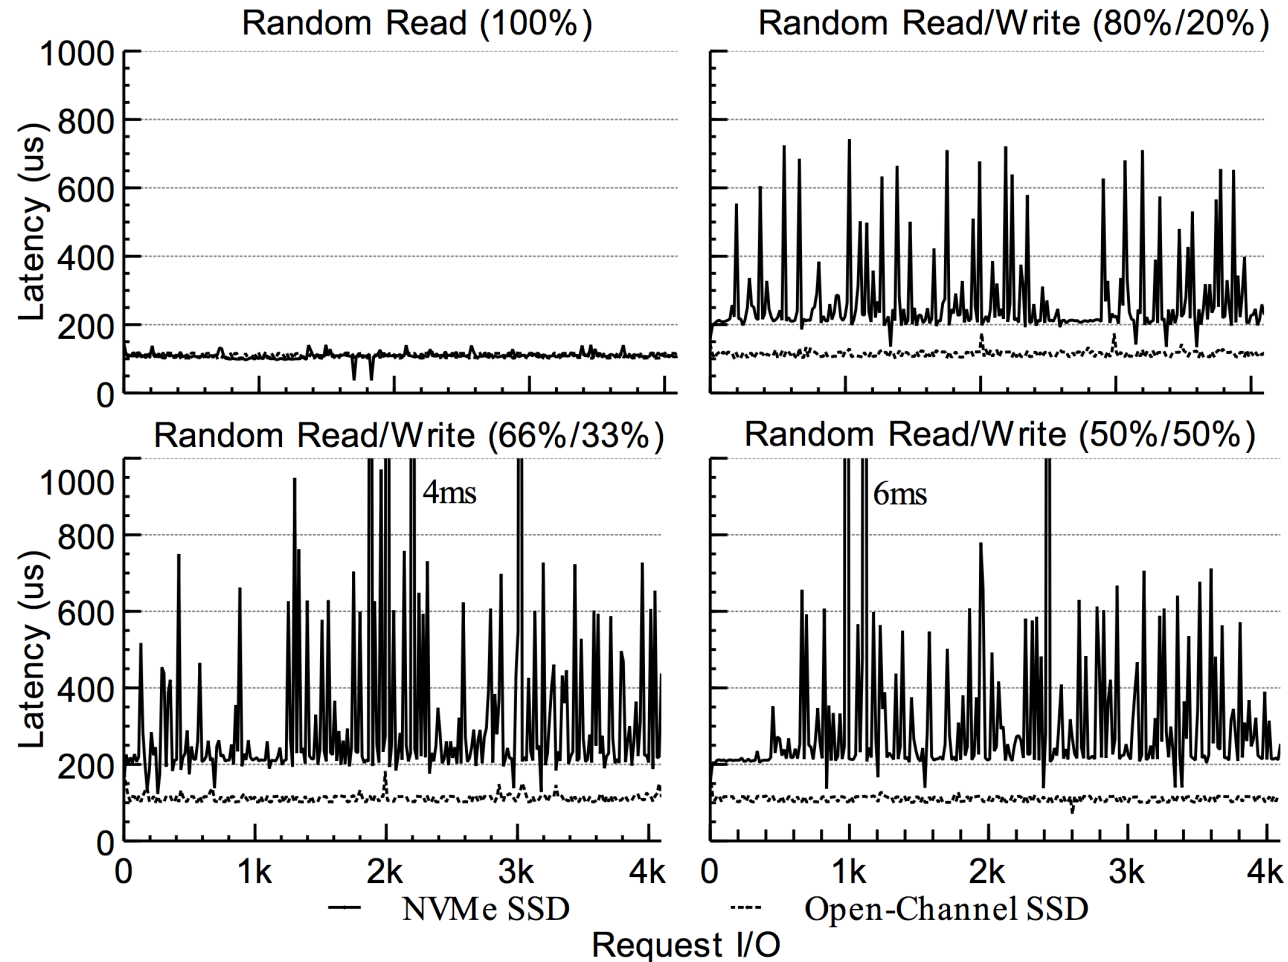 Random Read (100%)
Random Read/Write (80%/20%)
Latency (us)
1000
800
600
400
200
0
Random Read/Write (66%/33%)
Random Read/Write (50%/50%)
Latency (us)
1000
800
600
400
200
0
4ms
6ms
0 1k 2k 3k 4k
0 1k 2k 3k 4k
NVMe SSD
Open-Channel SSD
Request I/O